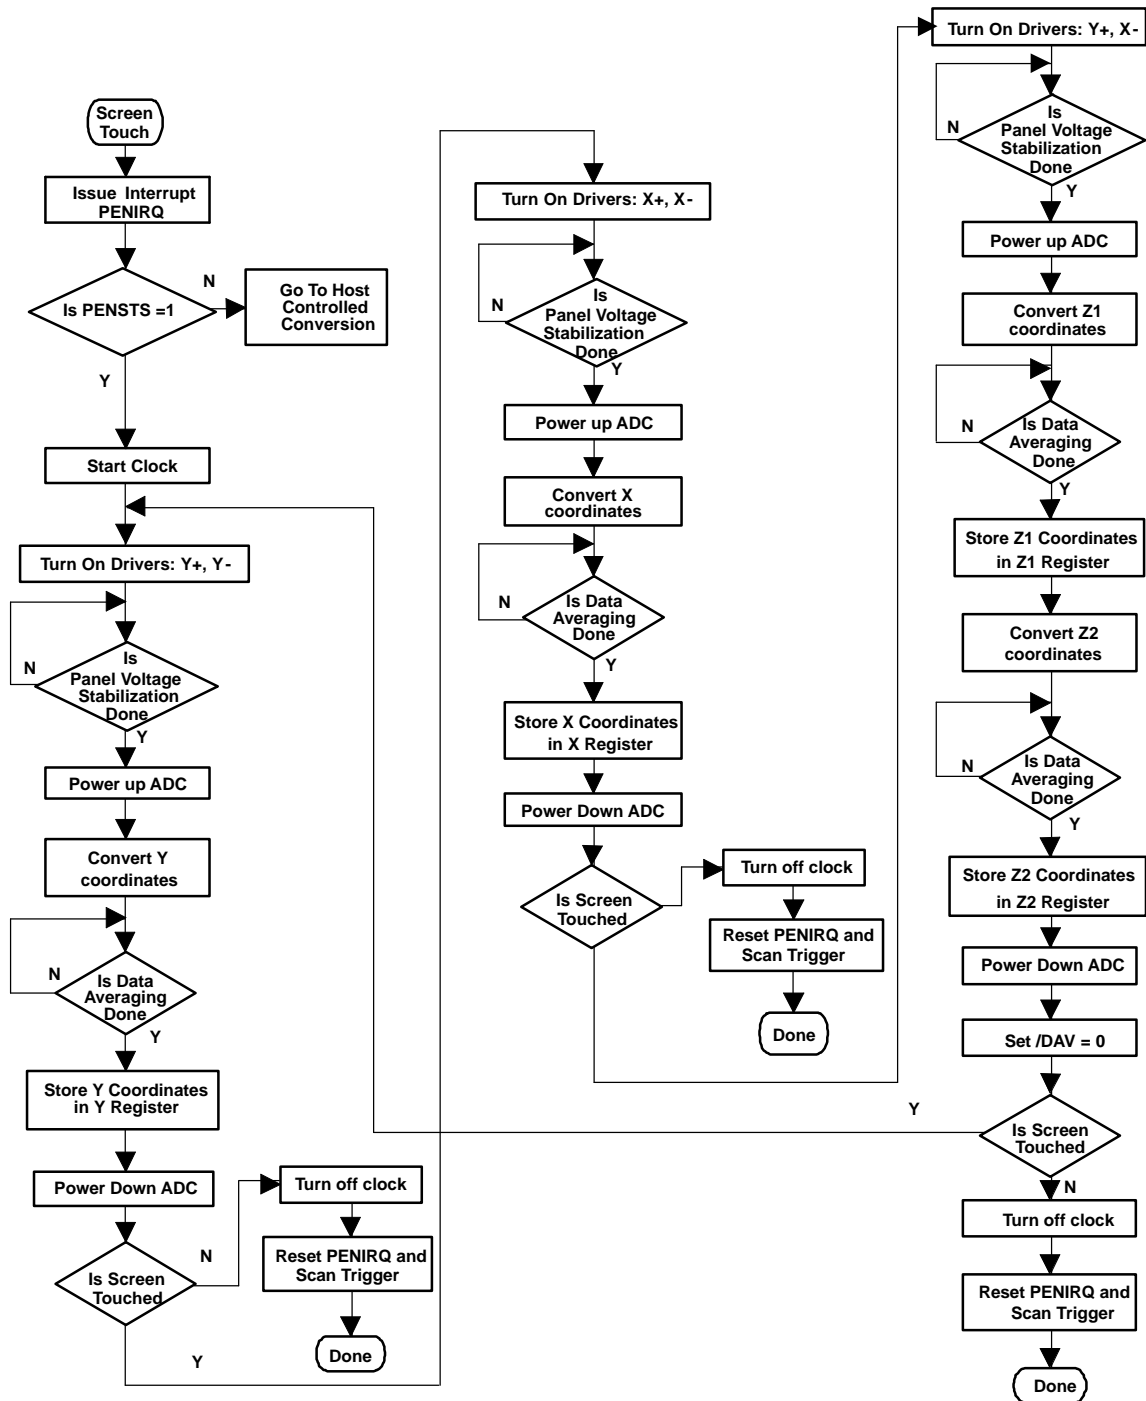 Screen
Touch
Issue Interrupt
PENIRQ
Is PENSTS =1
N
Go To Host
Controlled
Conversion
Y
Start Clock
Turn On Drivers: Y+, Y-
Is
Panel Voltage
Stabilization
Done
N
Y
Power up ADC
Convert Y
coordinates
Is Data
Averaging
Done
N
Y
Store Y Coordinates
in Y Register
Power Down ADC
Is Screen
Touched
N
Turn off clock
Reset PENIRQ and
Scan Trigger
Done
Y
Turn On Drivers: X+, X-
Is
Panel Voltage
Stabilization
Done
N
Y
Power up ADC
Convert X
coordinates
Is Data
Averaging
Done
N
Y
Store X Coordinates
in X Register
Power Down ADC
Is Screen
Touched
Turn off clock
Reset PENIRQ and
Scan Trigger
Done
Turn On Drivers: Y+, X-
Is
Panel Voltage
Stabilization
Done
N
Y
Power up ADC
Convert Z1
coordinates
Is Data
Averaging
Done
N
Y
Store Z1 Coordinates
in Z1 Register
Convert Z2
coordinates
Is Data
Averaging
Done
N
Y
Store Z2 Coordinates
in Z2 Register
Power Down ADC
Set /DAV = 0
Is Screen
Touched
Y
N
Turn off clock
Reset PENIRQ and
Scan Trigger
Done